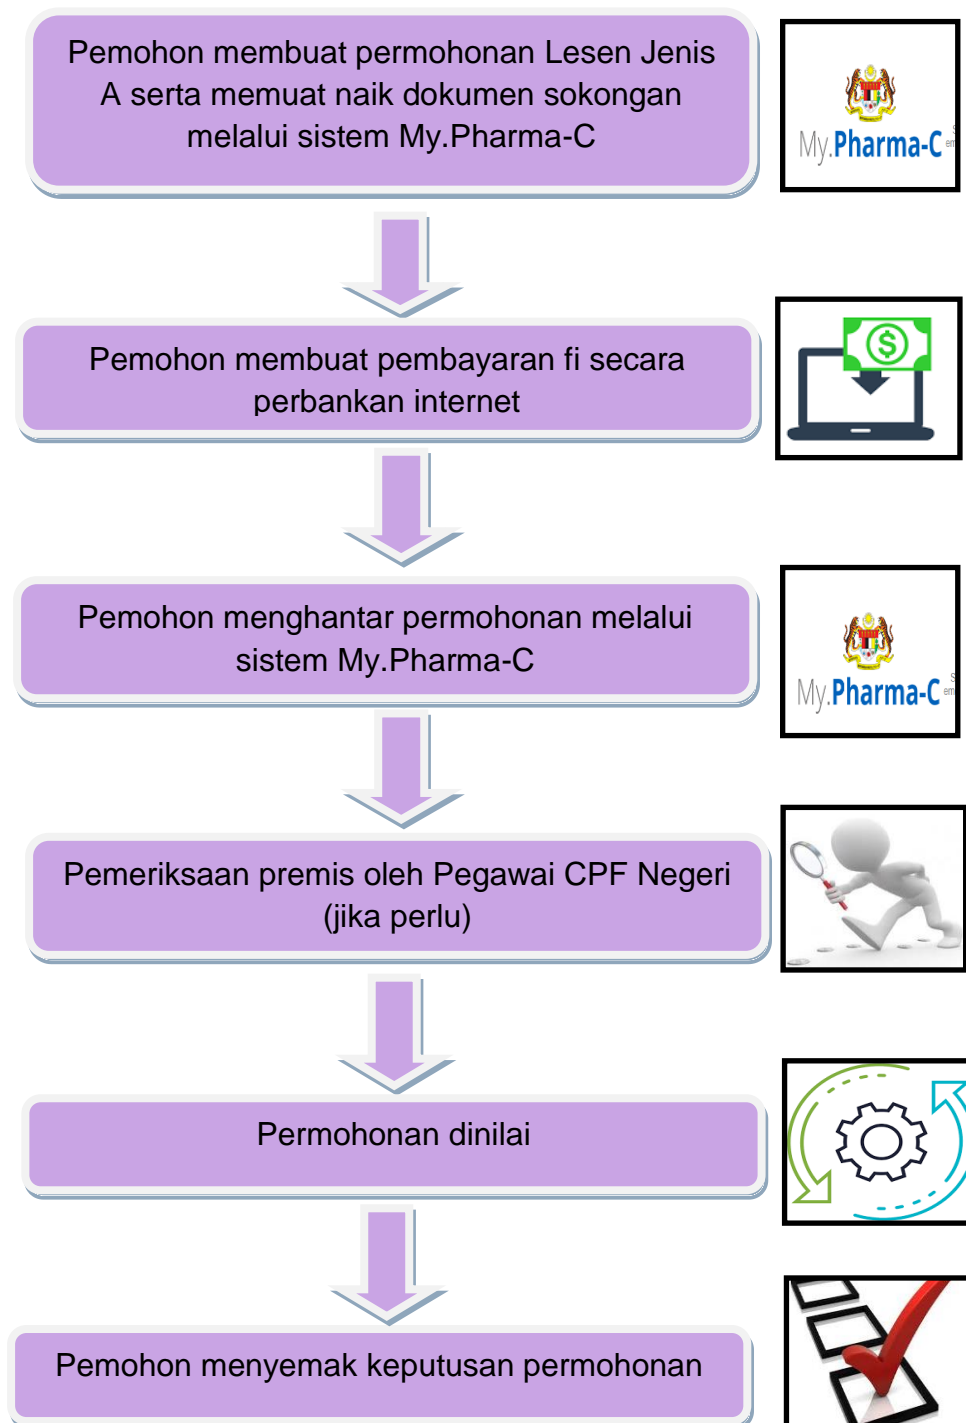 Pemohon membuat permohonan Lesen Jenis
A serta memuat naik dokumen sokongan
melalui sistem My.Pharma-C
My.Pharma-C
Pemohon membuat pembayaran fi secara
perbankan internet
$
Pemohon menghantar permohonan melalui
sistem My.Pharma-C
My.Pharma-C
Pemeriksaan premis oleh Pegawai CPF Negeri
(jika perlu)
Permohonan dinilai
Pemohon menyemak keputusan permohonan